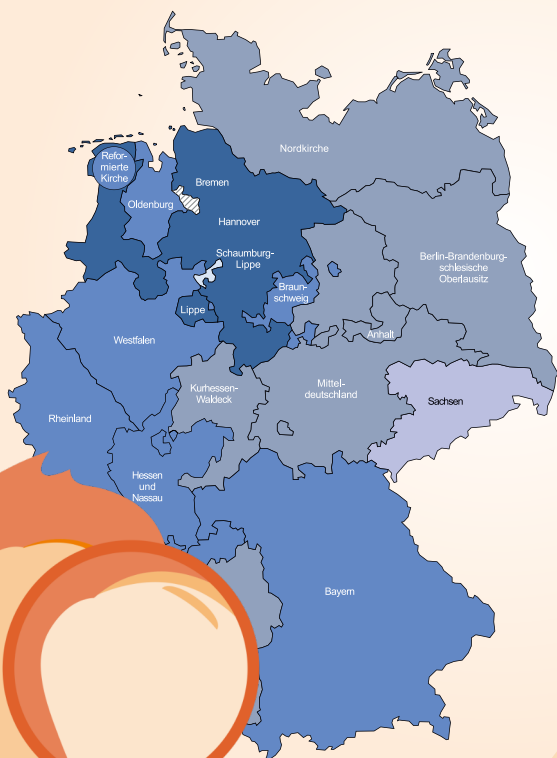 Nordkirche
Refor-
mierte
Kirche
Bremen
Oldenburg
Hannover
Schaumburg-
Lippe
Berlin-Brandenburg-
schlesische
Oberlausitz
Braun-
schweig
Lippe
Anhalt
Westfalen
Kurhessen-
Waldeck
Mittel-
deutschland
Sachsen
Rheinland
Hessen
und
Nassau
Bayern